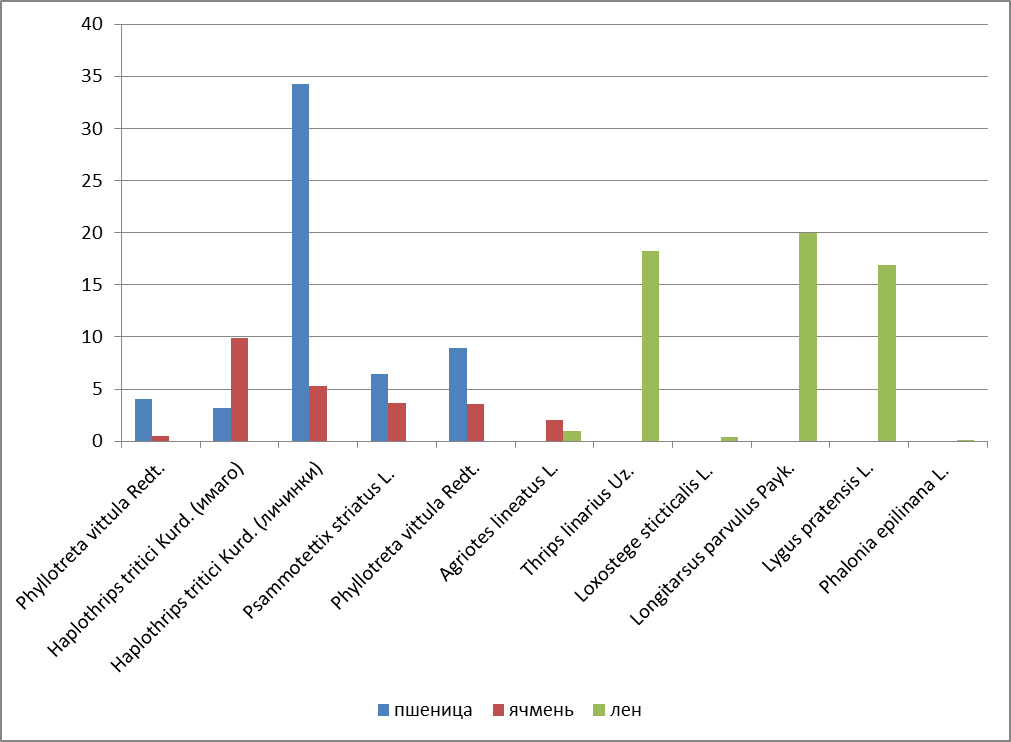 40
35
30
25
20
15
10
5
0
Phyllotreta vittula Redt.
Haplothrips tritici Kurd. (имаго)
Haplothrips tritici Kurd. (личинки)
Psammotettix striatus L.
Phyllotreta vittula Redt.
Agriotes lineatus L.
Thrips linarius Uz.
Loxostege sticticalis L.
Longitarsus parvulus Payk.
Lygus pratensis L.
Phalonia epilinana L.
пшеница ячмень лен